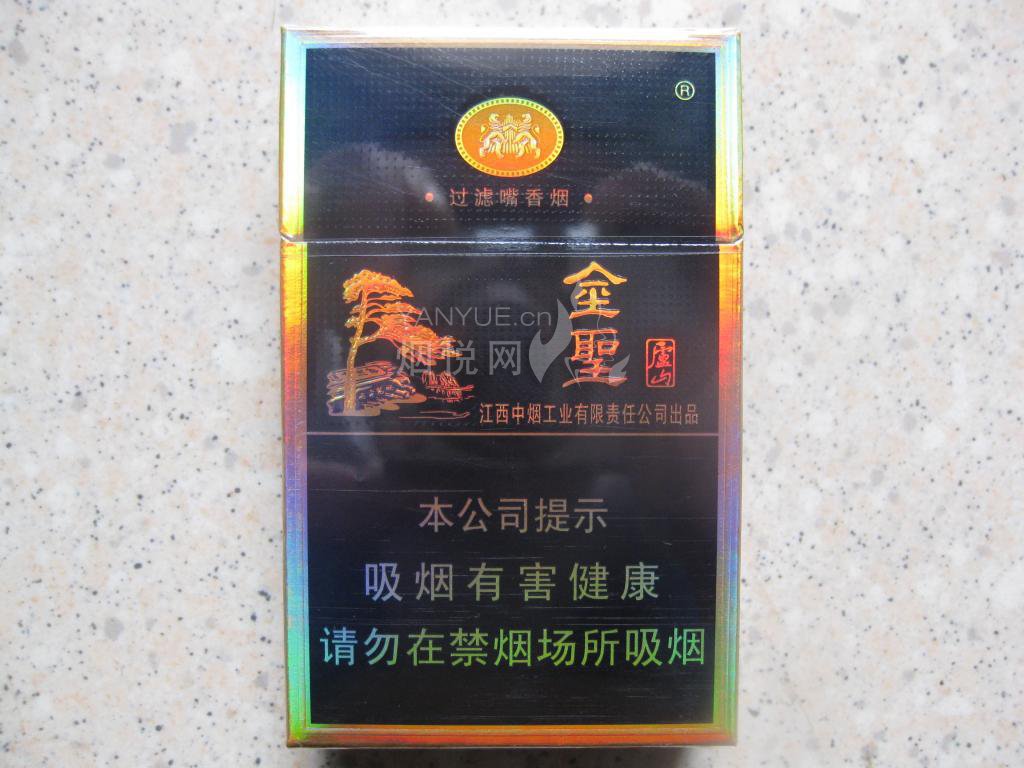 ®
· 过滤嘴香烟 ·
金聖
廬山
YANYUE.cn
烟悦网
江西中烟工业有限责任公司出品
本公司提示
吸烟有害健康
请勿在禁烟场所吸烟